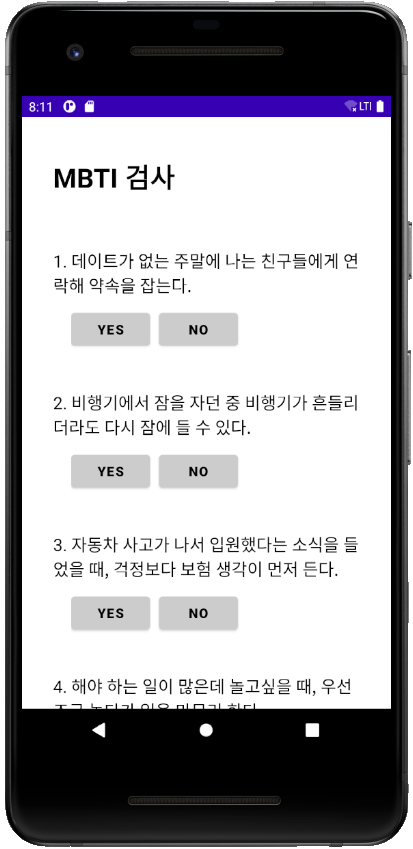 8:11
LTE
MBTI 검사
1. 데이트가 없는 주말에 나는 친구들에게 연
락해 약속을 잡는다.
YES NO
2. 비행기에서 잠을 자던 중 비행기가 흔들리
더라도 다시 잠에 들 수 있다.
YES NO
3. 자동차 사고가 나서 입원했다는 소식을 들
었을 때, 걱정보다 보험 생각이 먼저 든다.
YES NO
4. 해야 하는 일이 많은데 놀고싶을 때, 우선